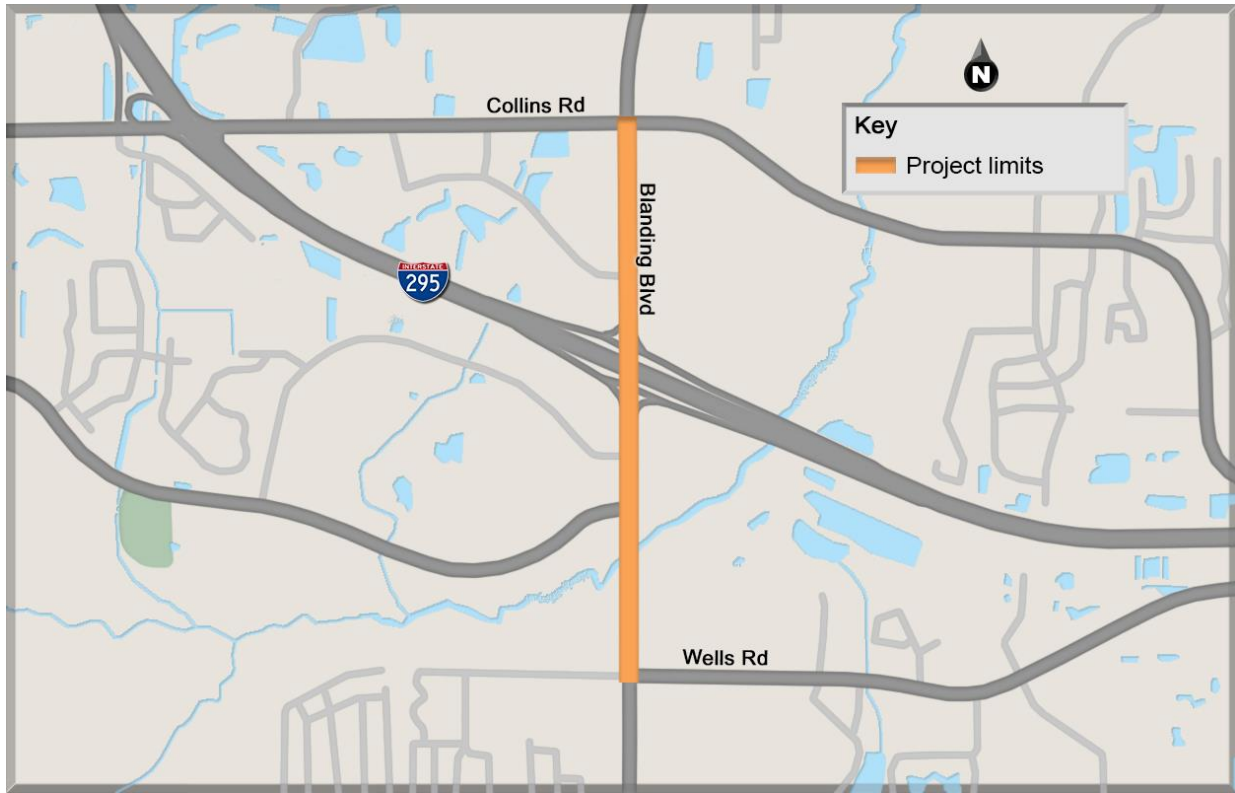 N
Collins Rd
Key
Project limits
Blanding Blvd
INTERSTATE
295
Wells Rd